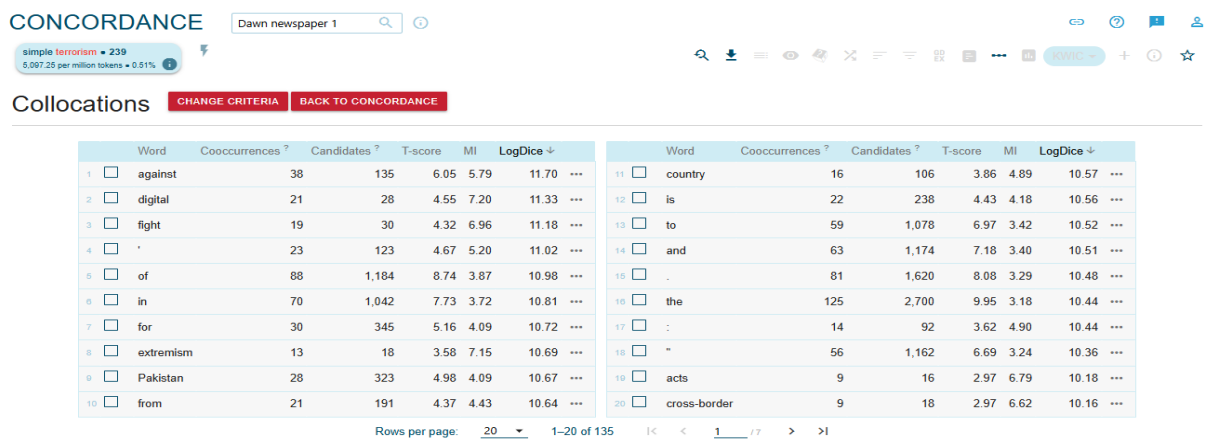 CONCORDANCE Dawn newspaper 1
simple terrorism • 239
5,097.25 per million tokens • 0.51%
KWIC
Collocations CHANGE CRITERIA BACK TO CONCORDANCE
Word Cooccurrences ? Candidates ? T-score MI LogDice ↓
1 against 38 135 6.05 5.79 11.70 •••
2 digital 21 28 4.55 7.20 11.33 •••
3 fight 19 30 4.32 6.96 11.18 •••
4 ' 23 123 4.67 5.20 11.02 •••
5 of 88 1,184 8.74 3.87 10.98 •••
6 in 70 1,042 7.73 3.72 10.81 •••
7 for 30 345 5.16 4.09 10.72 •••
8 extremism 13 18 3.58 7.15 10.69 •••
9 Pakistan 28 323 4.98 4.09 10.67 •••
10 from 21 191 4.37 4.43 10.64 •••
Word Cooccurrences ? Candidates ? T-score MI LogDice ↓
11 country 16 106 3.86 4.89 10.57 •••
12 is 22 238 4.43 4.18 10.56 •••
13 to 59 1,078 6.97 3.42 10.52 •••
14 and 63 1,174 7.18 3.40 10.51 •••
15 . 81 1,620 8.08 3.29 10.48 •••
16 the 125 2,700 9.95 3.18 10.44 •••
17 : 14 92 3.62 4.90 10.44 •••
18 " 56 1,162 6.69 3.24 10.36 •••
19 acts 9 16 2.97 6.79 10.18 •••
20 cross-border 9 18 2.97 6.62 10.16 •••
Rows per page: 20 1–20 of 135 |< < 1 / 7 > >|